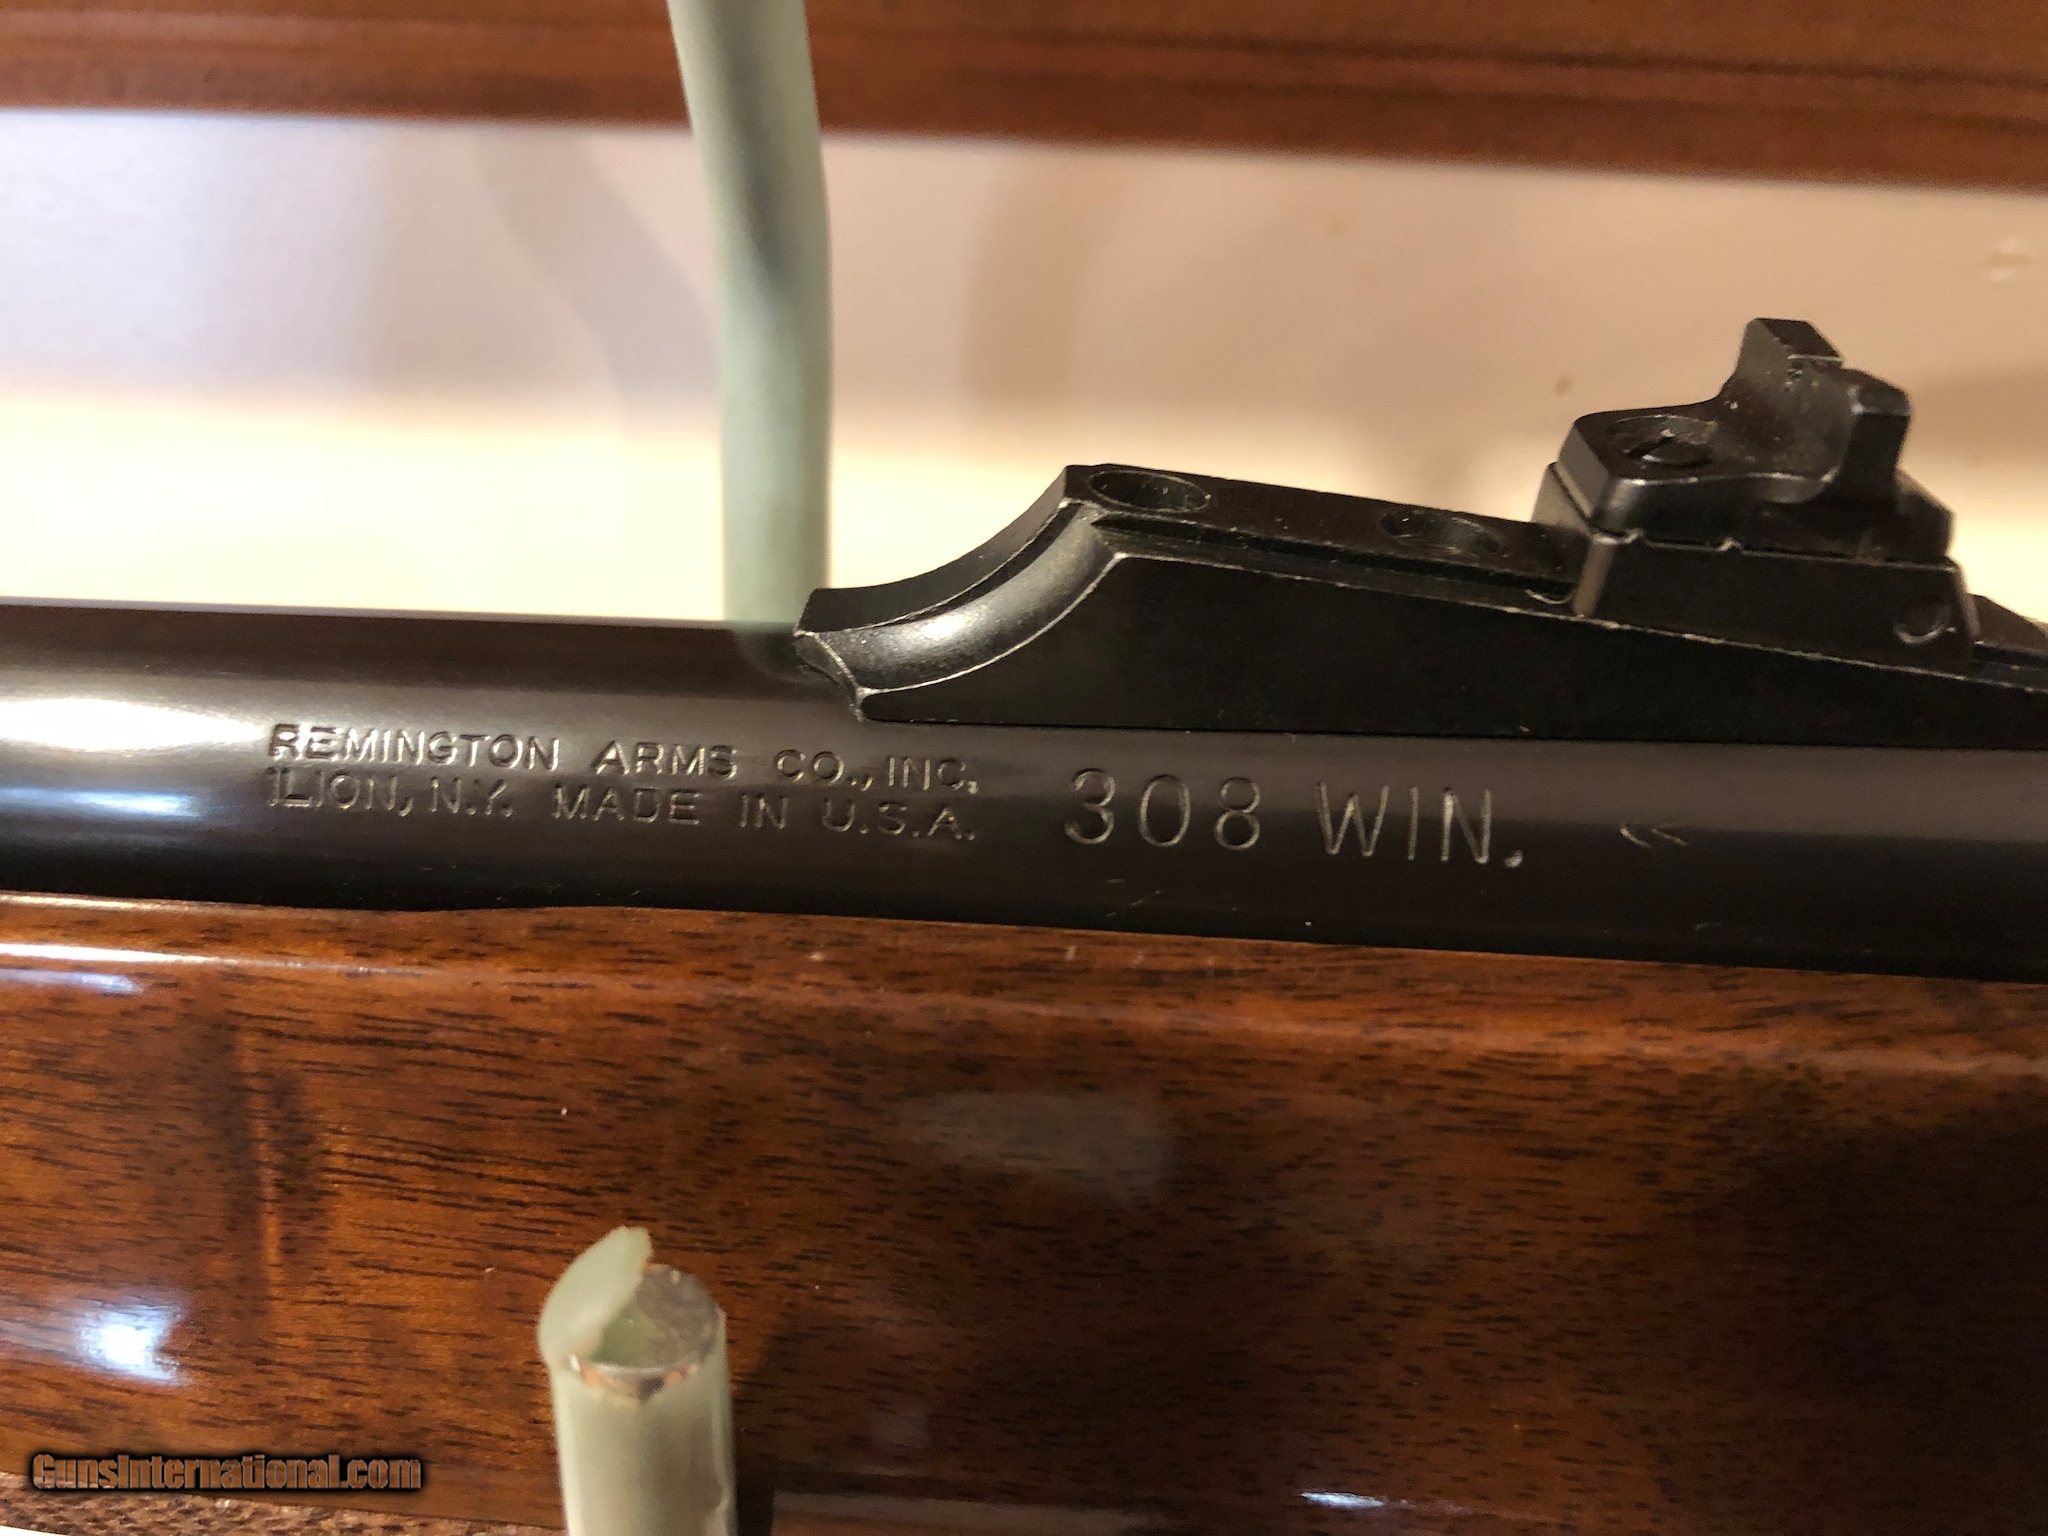 REMINGTON ARMS CO., INC.
ILION, N.Y. MADE IN U.S.A.
308 WIN.
GunsInternational.com